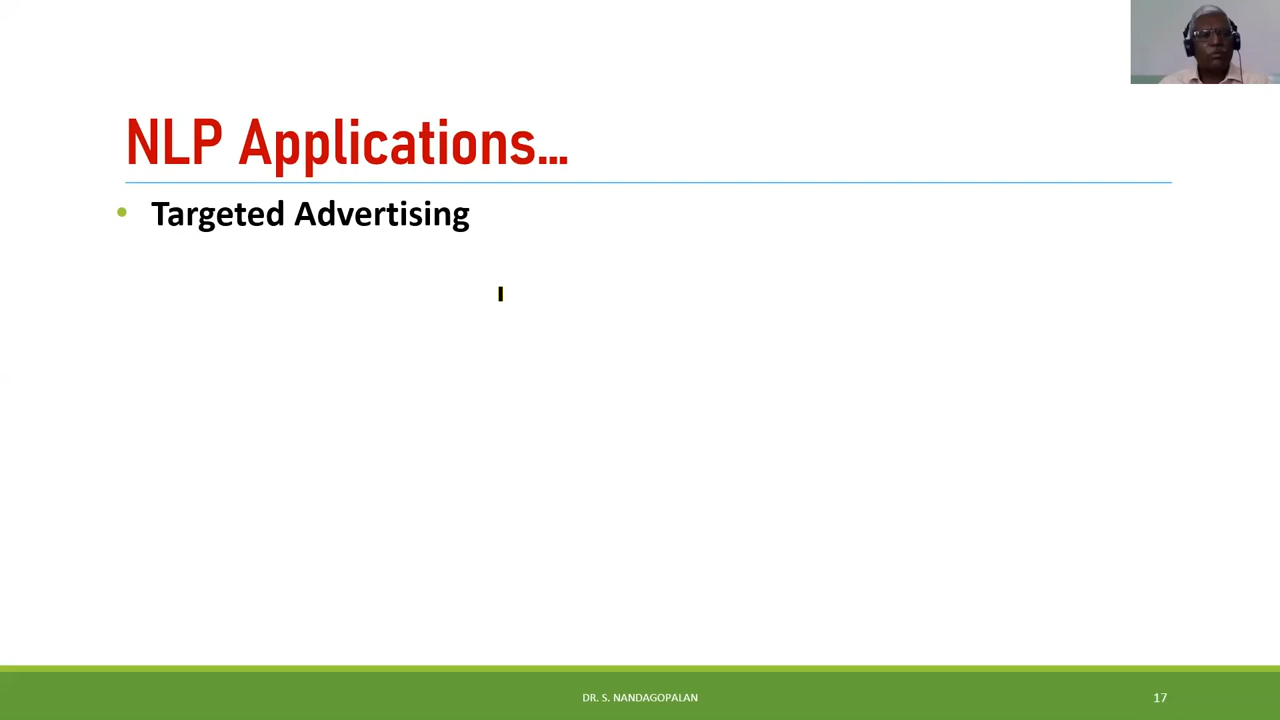 NLP Applications...
• Targeted Advertising
DR. S. NANDAGOPALAN
17